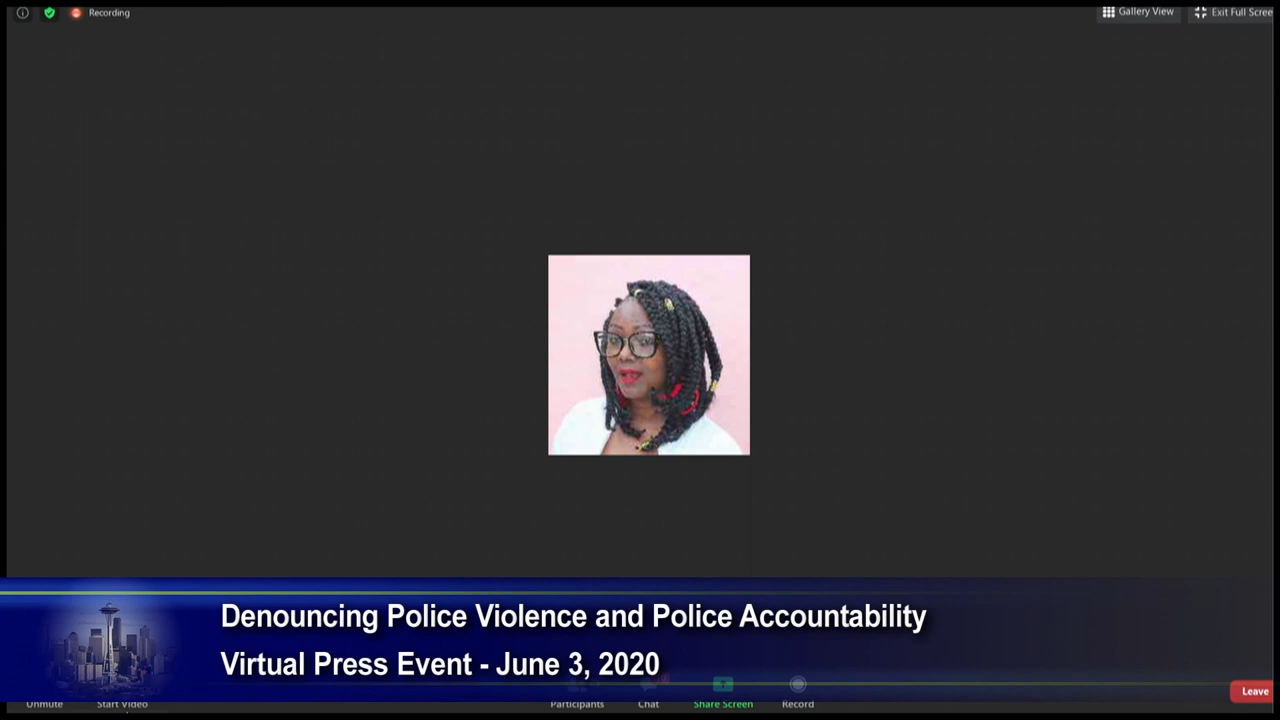 Recording
Gallery View
Exit Full Scree
Denouncing Police Violence and Police Accountability
Virtual Press Event - June 3, 2020
Unmute
Start Video
Participants
Chat
Share Screen
Record
Leave